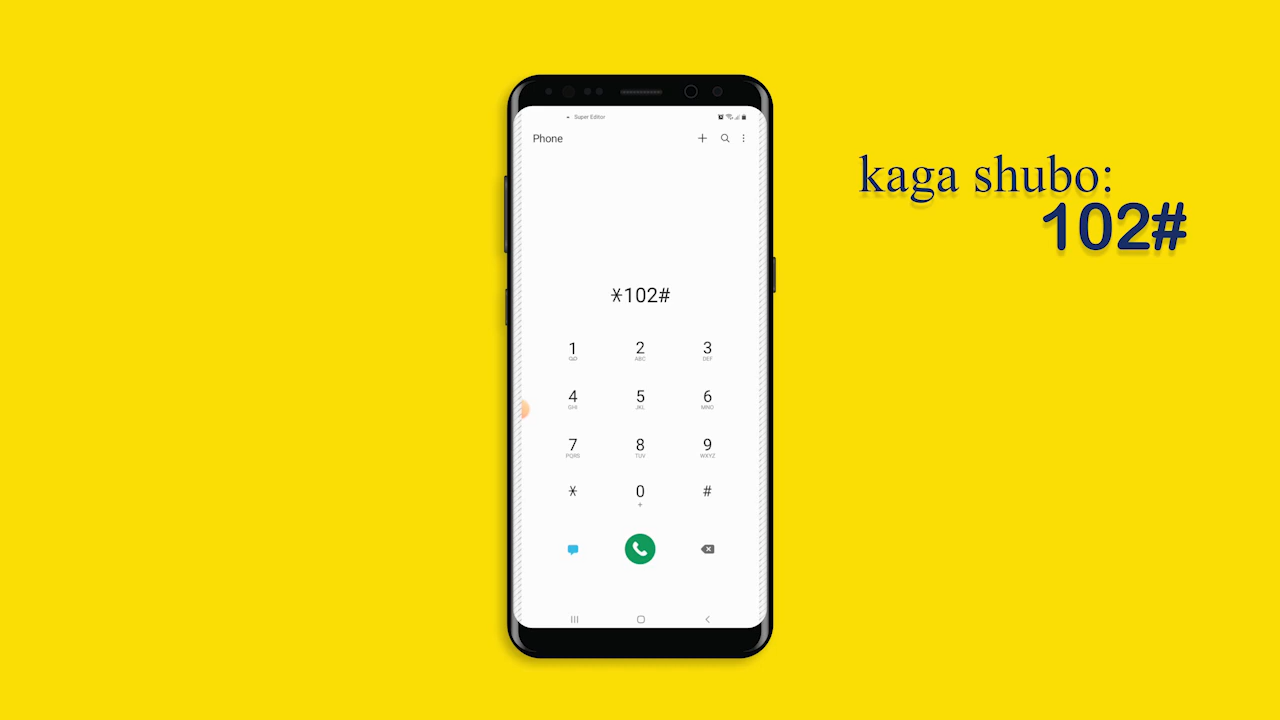 Super Editor
Phone
kaga shubo:
102#
*102#
1 2 3
ABC DEF
4 5 6
GHI JKL MNO
7 8 9
PQRS TUV WXYZ
* 0 #
+